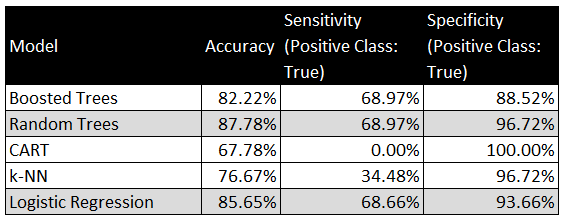 Model Accuracy Sensitivity (Positive Class: True) Specificity (Positive Class: True)
Boosted Trees 82.22% 68.97% 88.52%
Random Trees 87.78% 68.97% 96.72%
CART 67.78% 0.00% 100.00%
k-NN 76.67% 34.48% 96.72%
Logistic Regression 85.65% 68.66% 93.66%